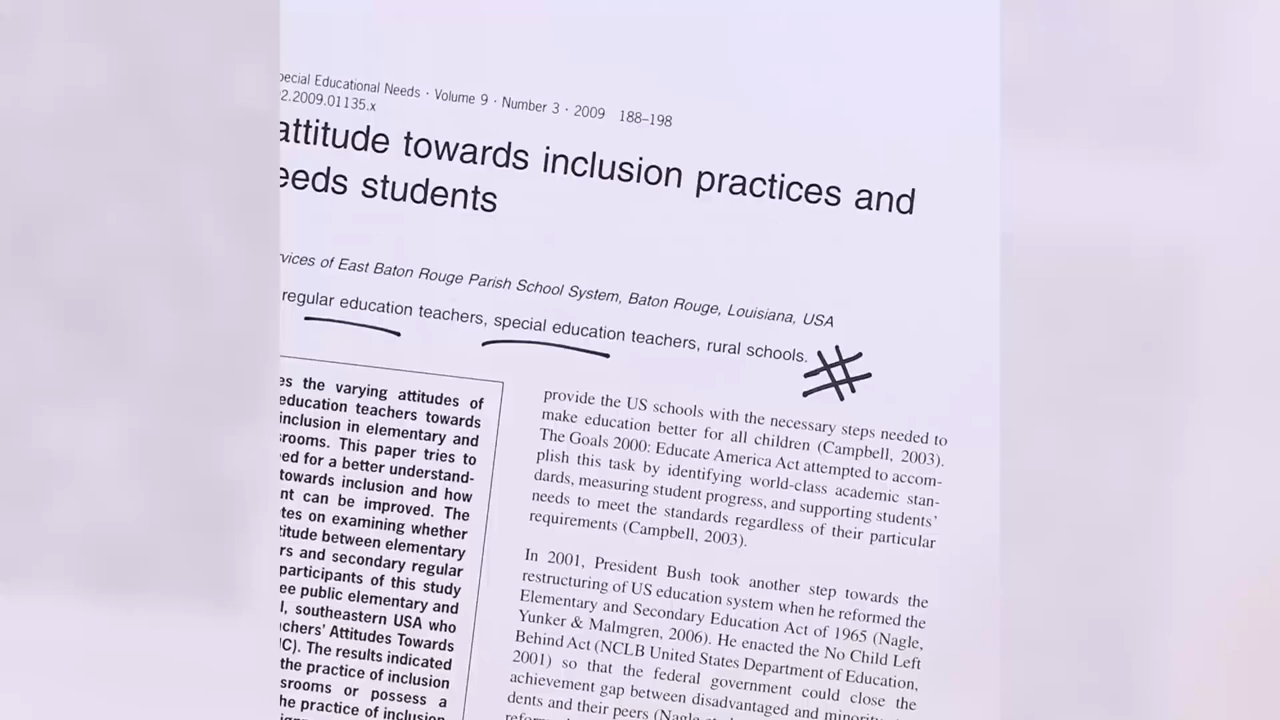 Special Educational Needs · Volume 9 · Number 3 · 2009 188–198
2.2009.01135.x
attitude towards inclusion practices and
eeds students
vices of East Baton Rouge Parish School System, Baton Rouge, Louisiana, USA
regular education teachers, special education teachers, rural schools.
#
es the varying attitudes of
education teachers towards
inclusion in elementary and
srooms. This paper tries to
ed for a better understand-
towards inclusion and how
nt can be improved. The
tes on examining whether
titude between elementary
rs and secondary regular
participants of this study
ee public elementary and
l, southeastern USA who
chers' Attitudes Towards
IC). The results indicated
the practice of inclusion
srooms or possess a
he practice of inclusion
provide the US schools with the necessary steps needed to
make education better for all children (Campbell, 2003).
The Goals 2000: Educate America Act attempted to accom-
plish this task by identifying world-class academic stan-
dards, measuring student progress, and supporting students'
needs to meet the standards regardless of their particular
requirements (Campbell, 2003).
In 2001, President Bush took another step towards the
restructuring of US education system when he reformed the
Elementary and Secondary Education Act of 1965 (Nagle,
Yunker & Malmgren, 2006). He enacted the No Child Left
Behind Act (NCLB United States Department of Education,
2001) so that the federal government could close the
achievement gap between disadvantaged and minority
dents and their peers (Nagle